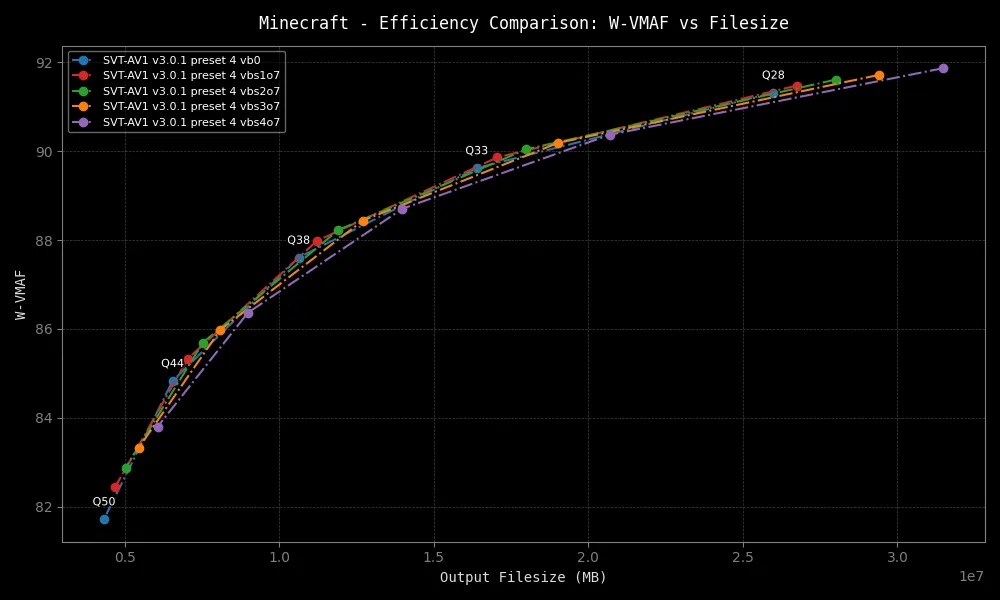 Minecraft - Efficiency Comparison: W-VMAF vs Filesize
SVT-AV1 v3.0.1 preset 4 vb0
SVT-AV1 v3.0.1 preset 4 vbs1o7
SVT-AV1 v3.0.1 preset 4 vbs2o7
SVT-AV1 v3.0.1 preset 4 vbs3o7
SVT-AV1 v3.0.1 preset 4 vbs4o7
92
90
88
86
84
82
W-VMAF
Q28
Q33
Q38
Q44
Q50
0.5 1.0 1.5 2.0 2.5 3.0
1e7
Output Filesize (MB)